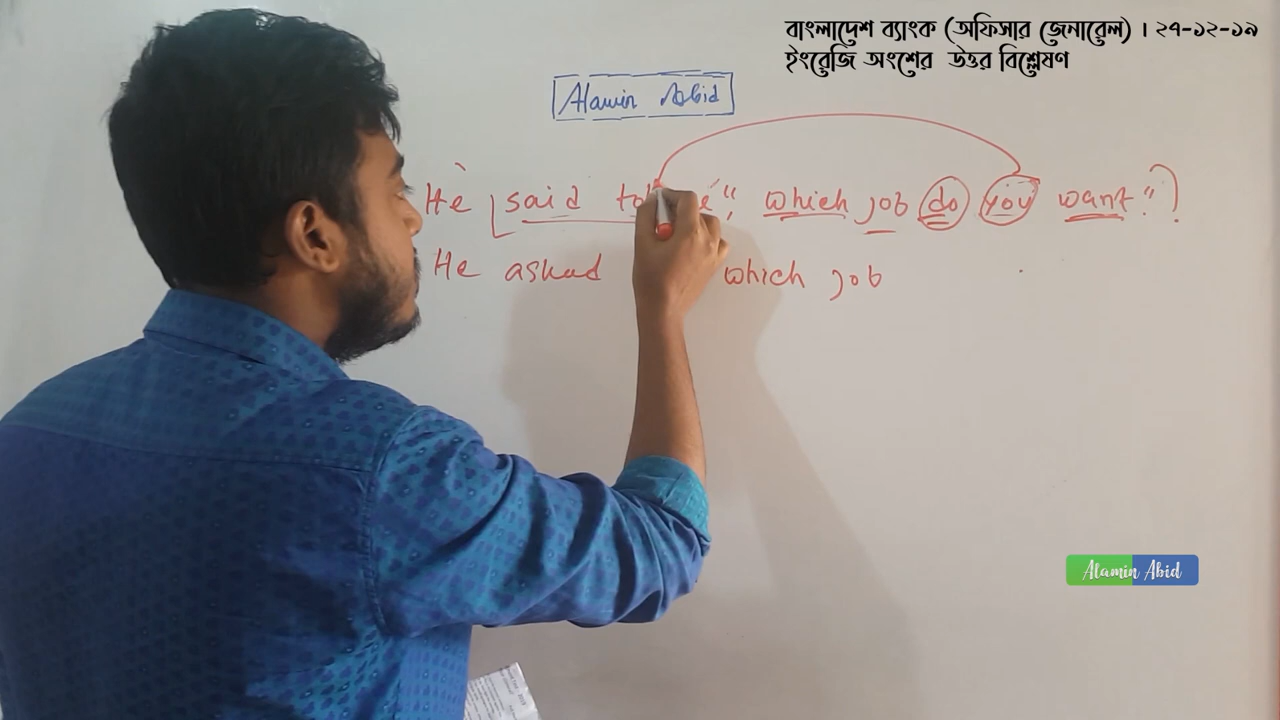 বাংলাদেশ ব্যাংক (অফিসার জেনারেল) । ২৭-১২-১৯
ইংরেজি অংশের উত্তর বিশ্লেষণ
Alamin Abid
He said to "which job do you want"?
He asked which job
Alamin Abid